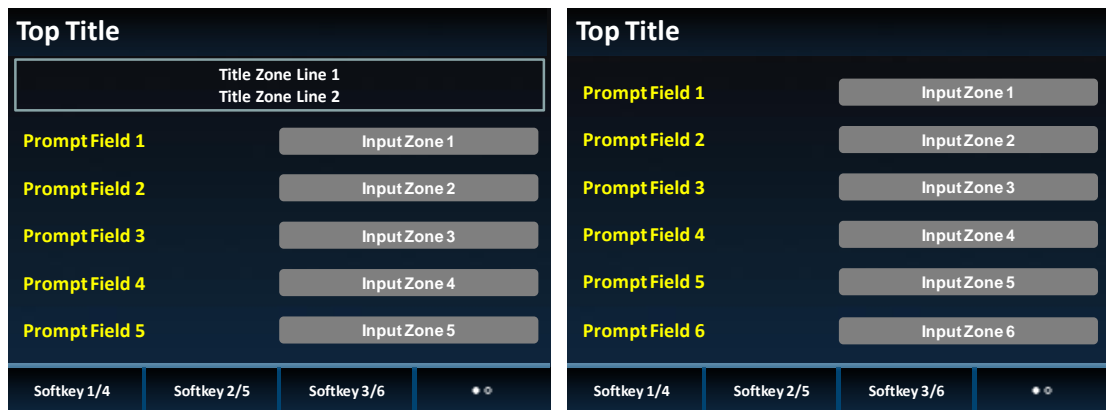 Top Title
Title Zone Line 1
Title Zone Line 2
Prompt Field 1 Input Zone 1
Prompt Field 2 Input Zone 2
Prompt Field 3 Input Zone 3
Prompt Field 4 Input Zone 4
Prompt Field 5 Input Zone 5
Softkey 1/4 Softkey 2/5 Softkey 3/6
Top Title
Prompt Field 1 Input Zone 1
Prompt Field 2 Input Zone 2
Prompt Field 3 Input Zone 3
Prompt Field 4 Input Zone 4
Prompt Field 5 Input Zone 5
Prompt Field 6 Input Zone 6
Softkey 1/4 Softkey 2/5 Softkey 3/6